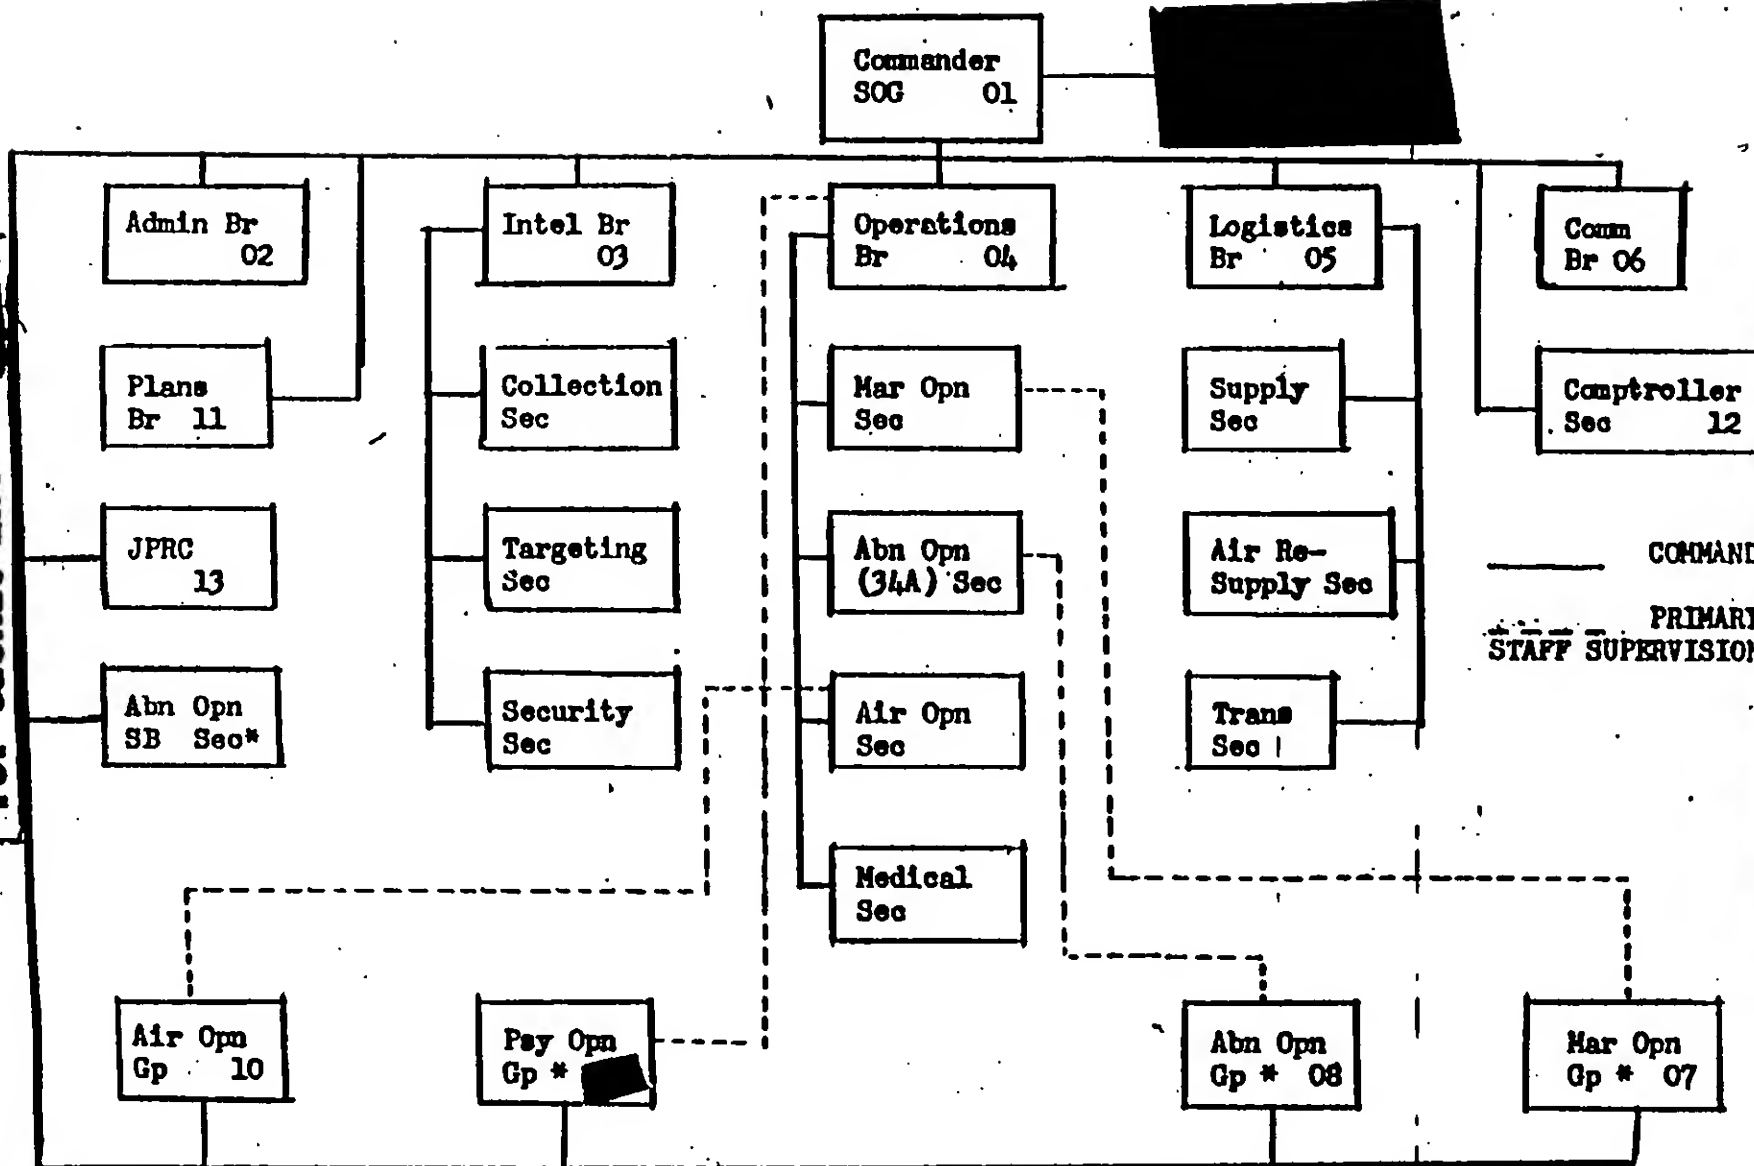 Commander
SOG 01
Admin Br
02
Intel Br
03
Operations
Br 04
Logistics
Br 05
Comm
Br 06
Plans
Br 11
Collection
Sec
Mar Opn
Sec
Supply
Sec
Comptroller
Sec 12
JPRC
13
Targeting
Sec
Abn Opn
(34A) Sec
Air Re-
Supply Sec
COMMAND
PRIMARY
STAFF SUPERVISION
Abn Opn
SB Sec*
Security
Sec
Air Opn
Sec
Trans
Sec
Medical
Sec
Air Opn
Gp 10
Psy Opn
Gp *
Abn Opn
Gp * 08
Mar Opn
Gp * 07